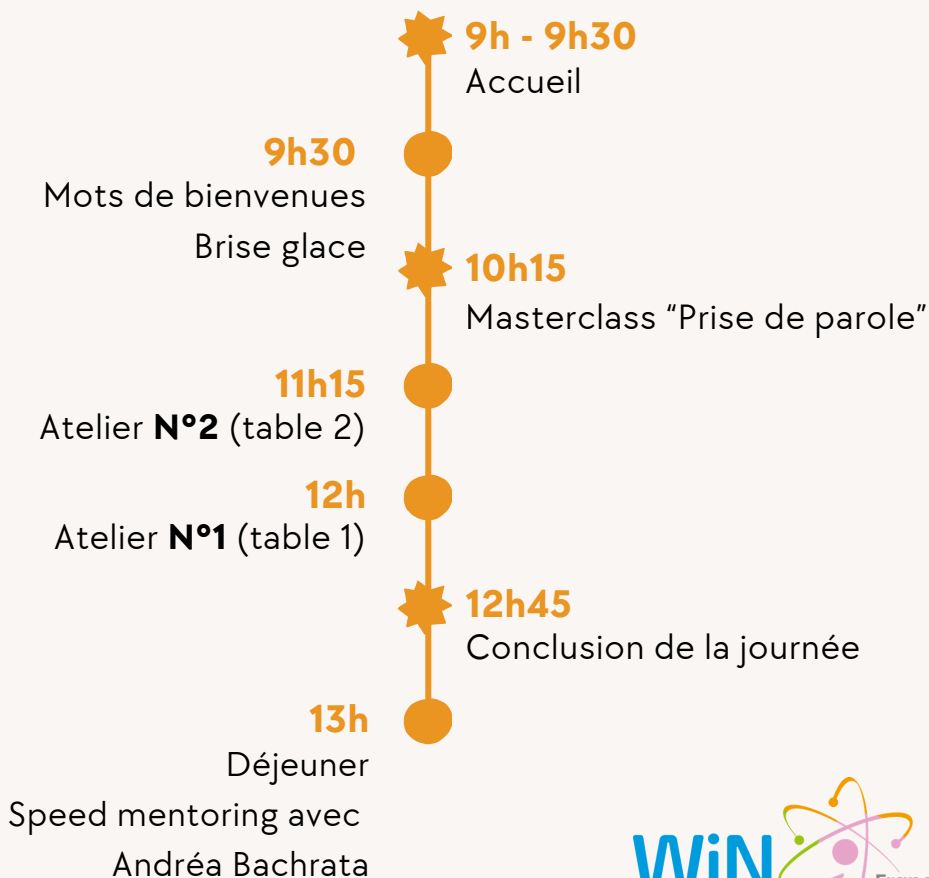 9h - 9h30
Accueil
9h30
Mots de bienvenues
Brise glace
10h15
Masterclass “Prise de parole”
11h15
Atelier N°2 (table 2)
12h
Atelier N°1 (table 1)
12h45
Conclusion de la journée
13h
Déjeuner
Speed mentoring avec
Andréa Bachrata
WiN